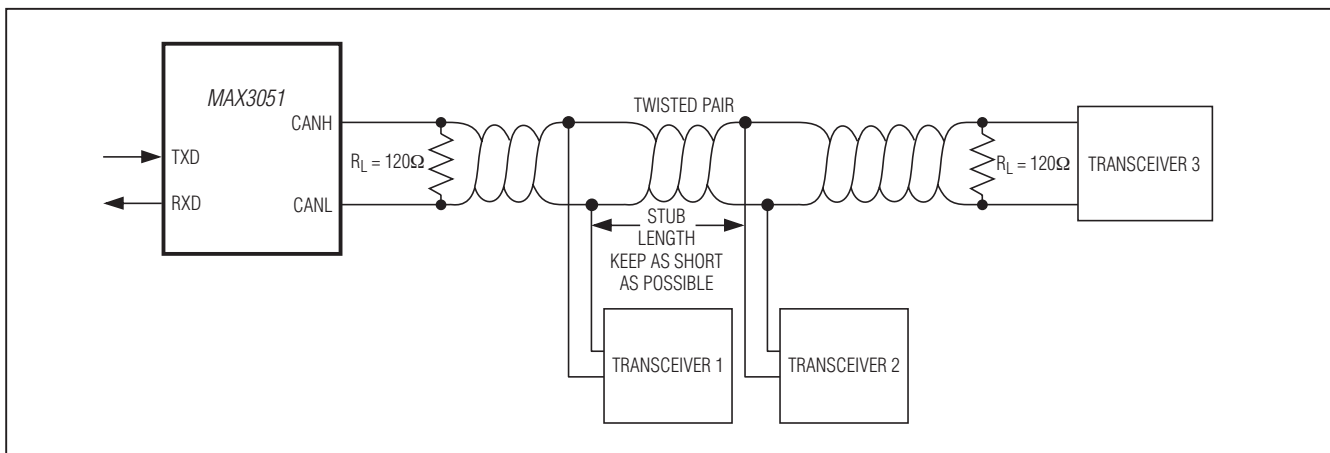 MAX3051
TXD
RXD
CANH
CANL
R_L = 120Ω
TWISTED PAIR
STUB
LENGTH
KEEP AS SHORT
AS POSSIBLE
R_L = 120Ω
TRANSCEIVER 3
TRANSCEIVER 1
TRANSCEIVER 2